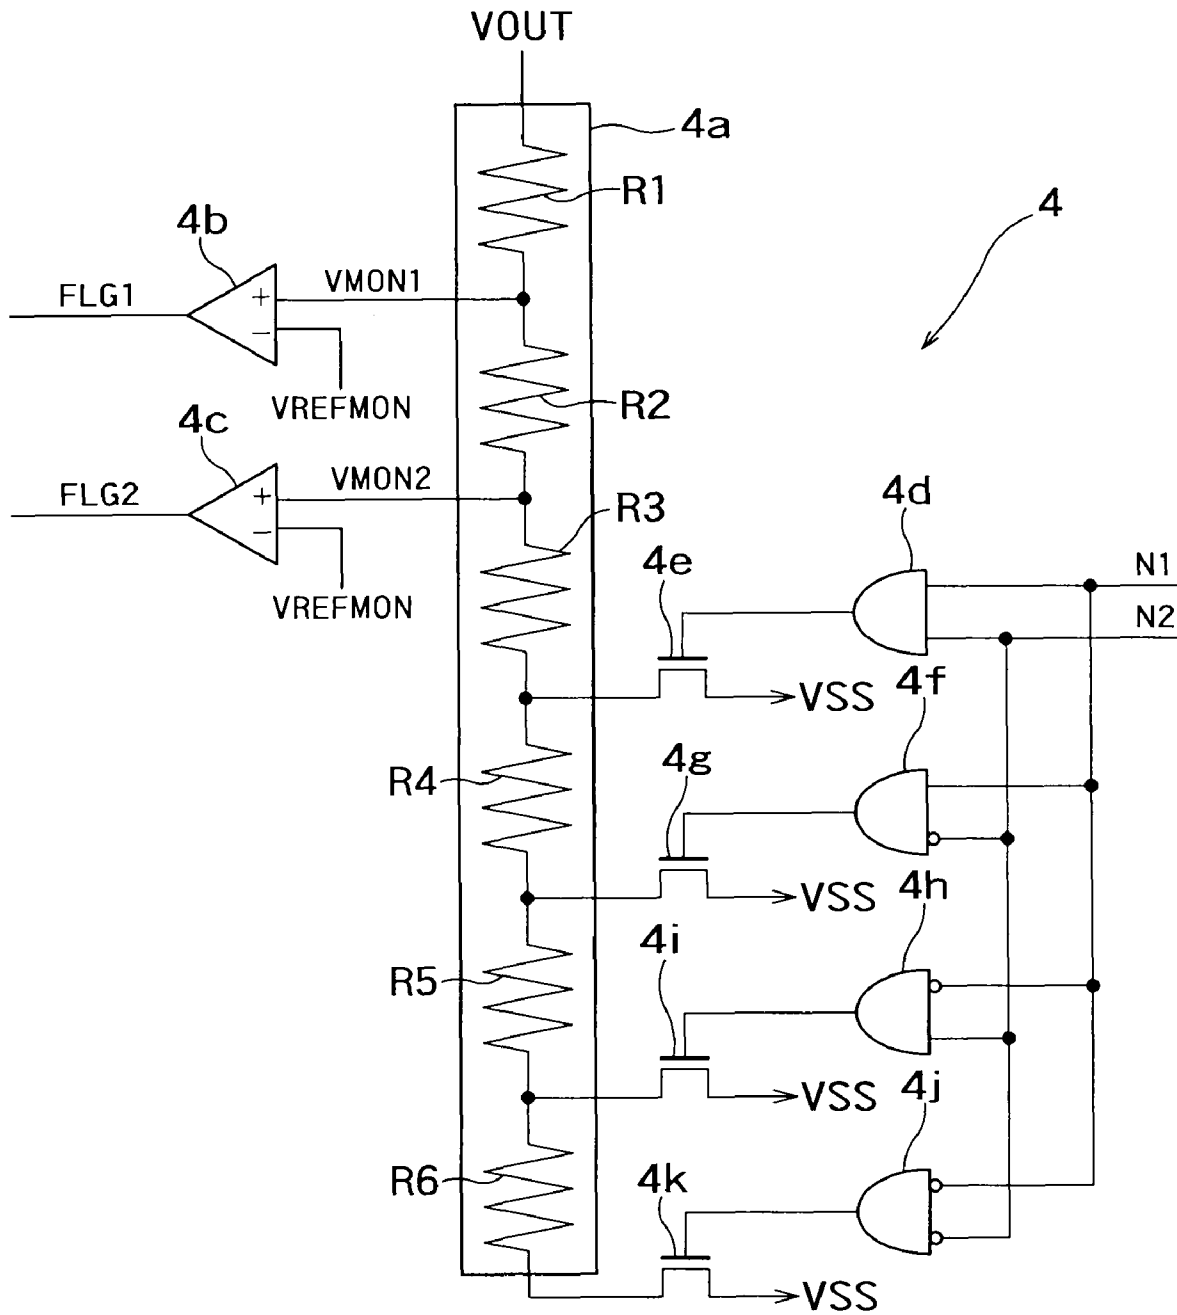 VOUT
4a
R1
4
4b
VMON1
FLG1
+
−
R2
VREFMON
4c
VMON2
FLG2
+
−
R3
4d
4e
N1
VREFMON
N2
4f
VSS
4g
R4
4h
VSS
4i
R5
4j
VSS
4k
R6
VSS